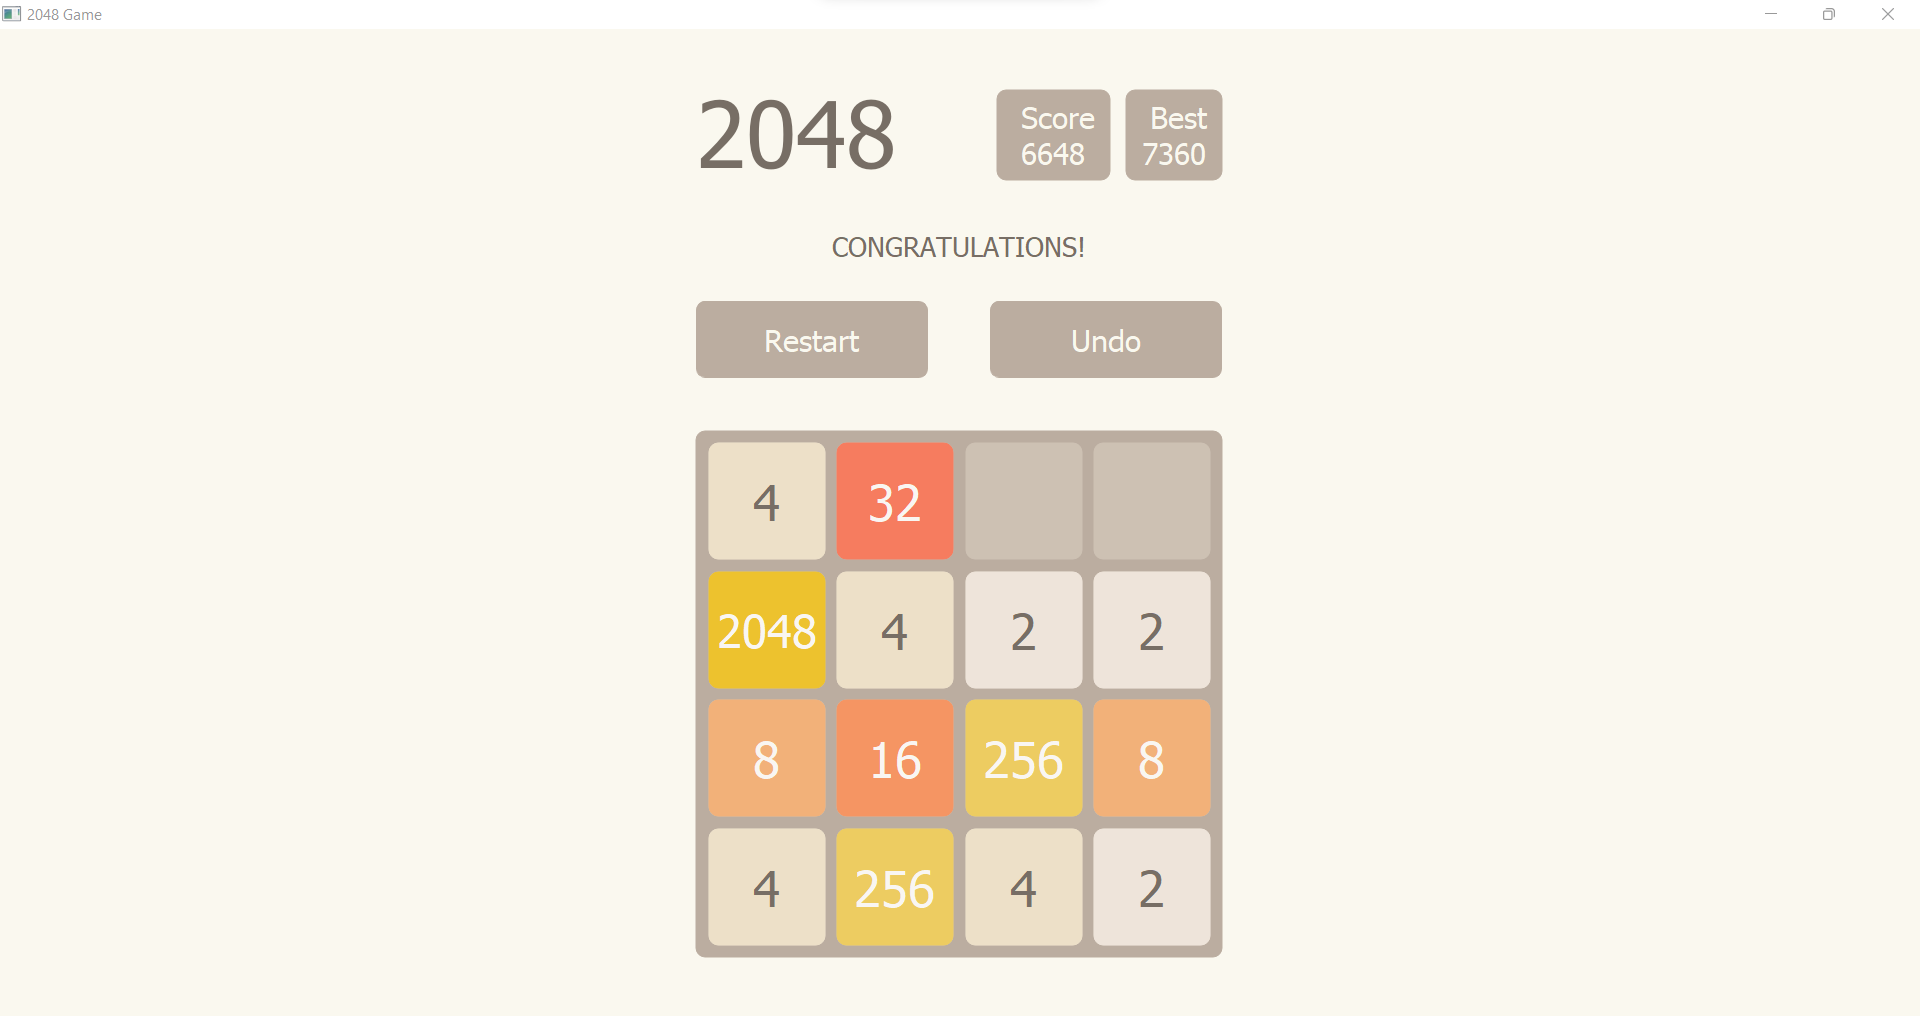 2048 Game
2048
Score
6648
Best
7360
CONGRATULATIONS!
Restart
Undo
4 32
2048 4 2 2
8 16 256 8
4 256 4 2